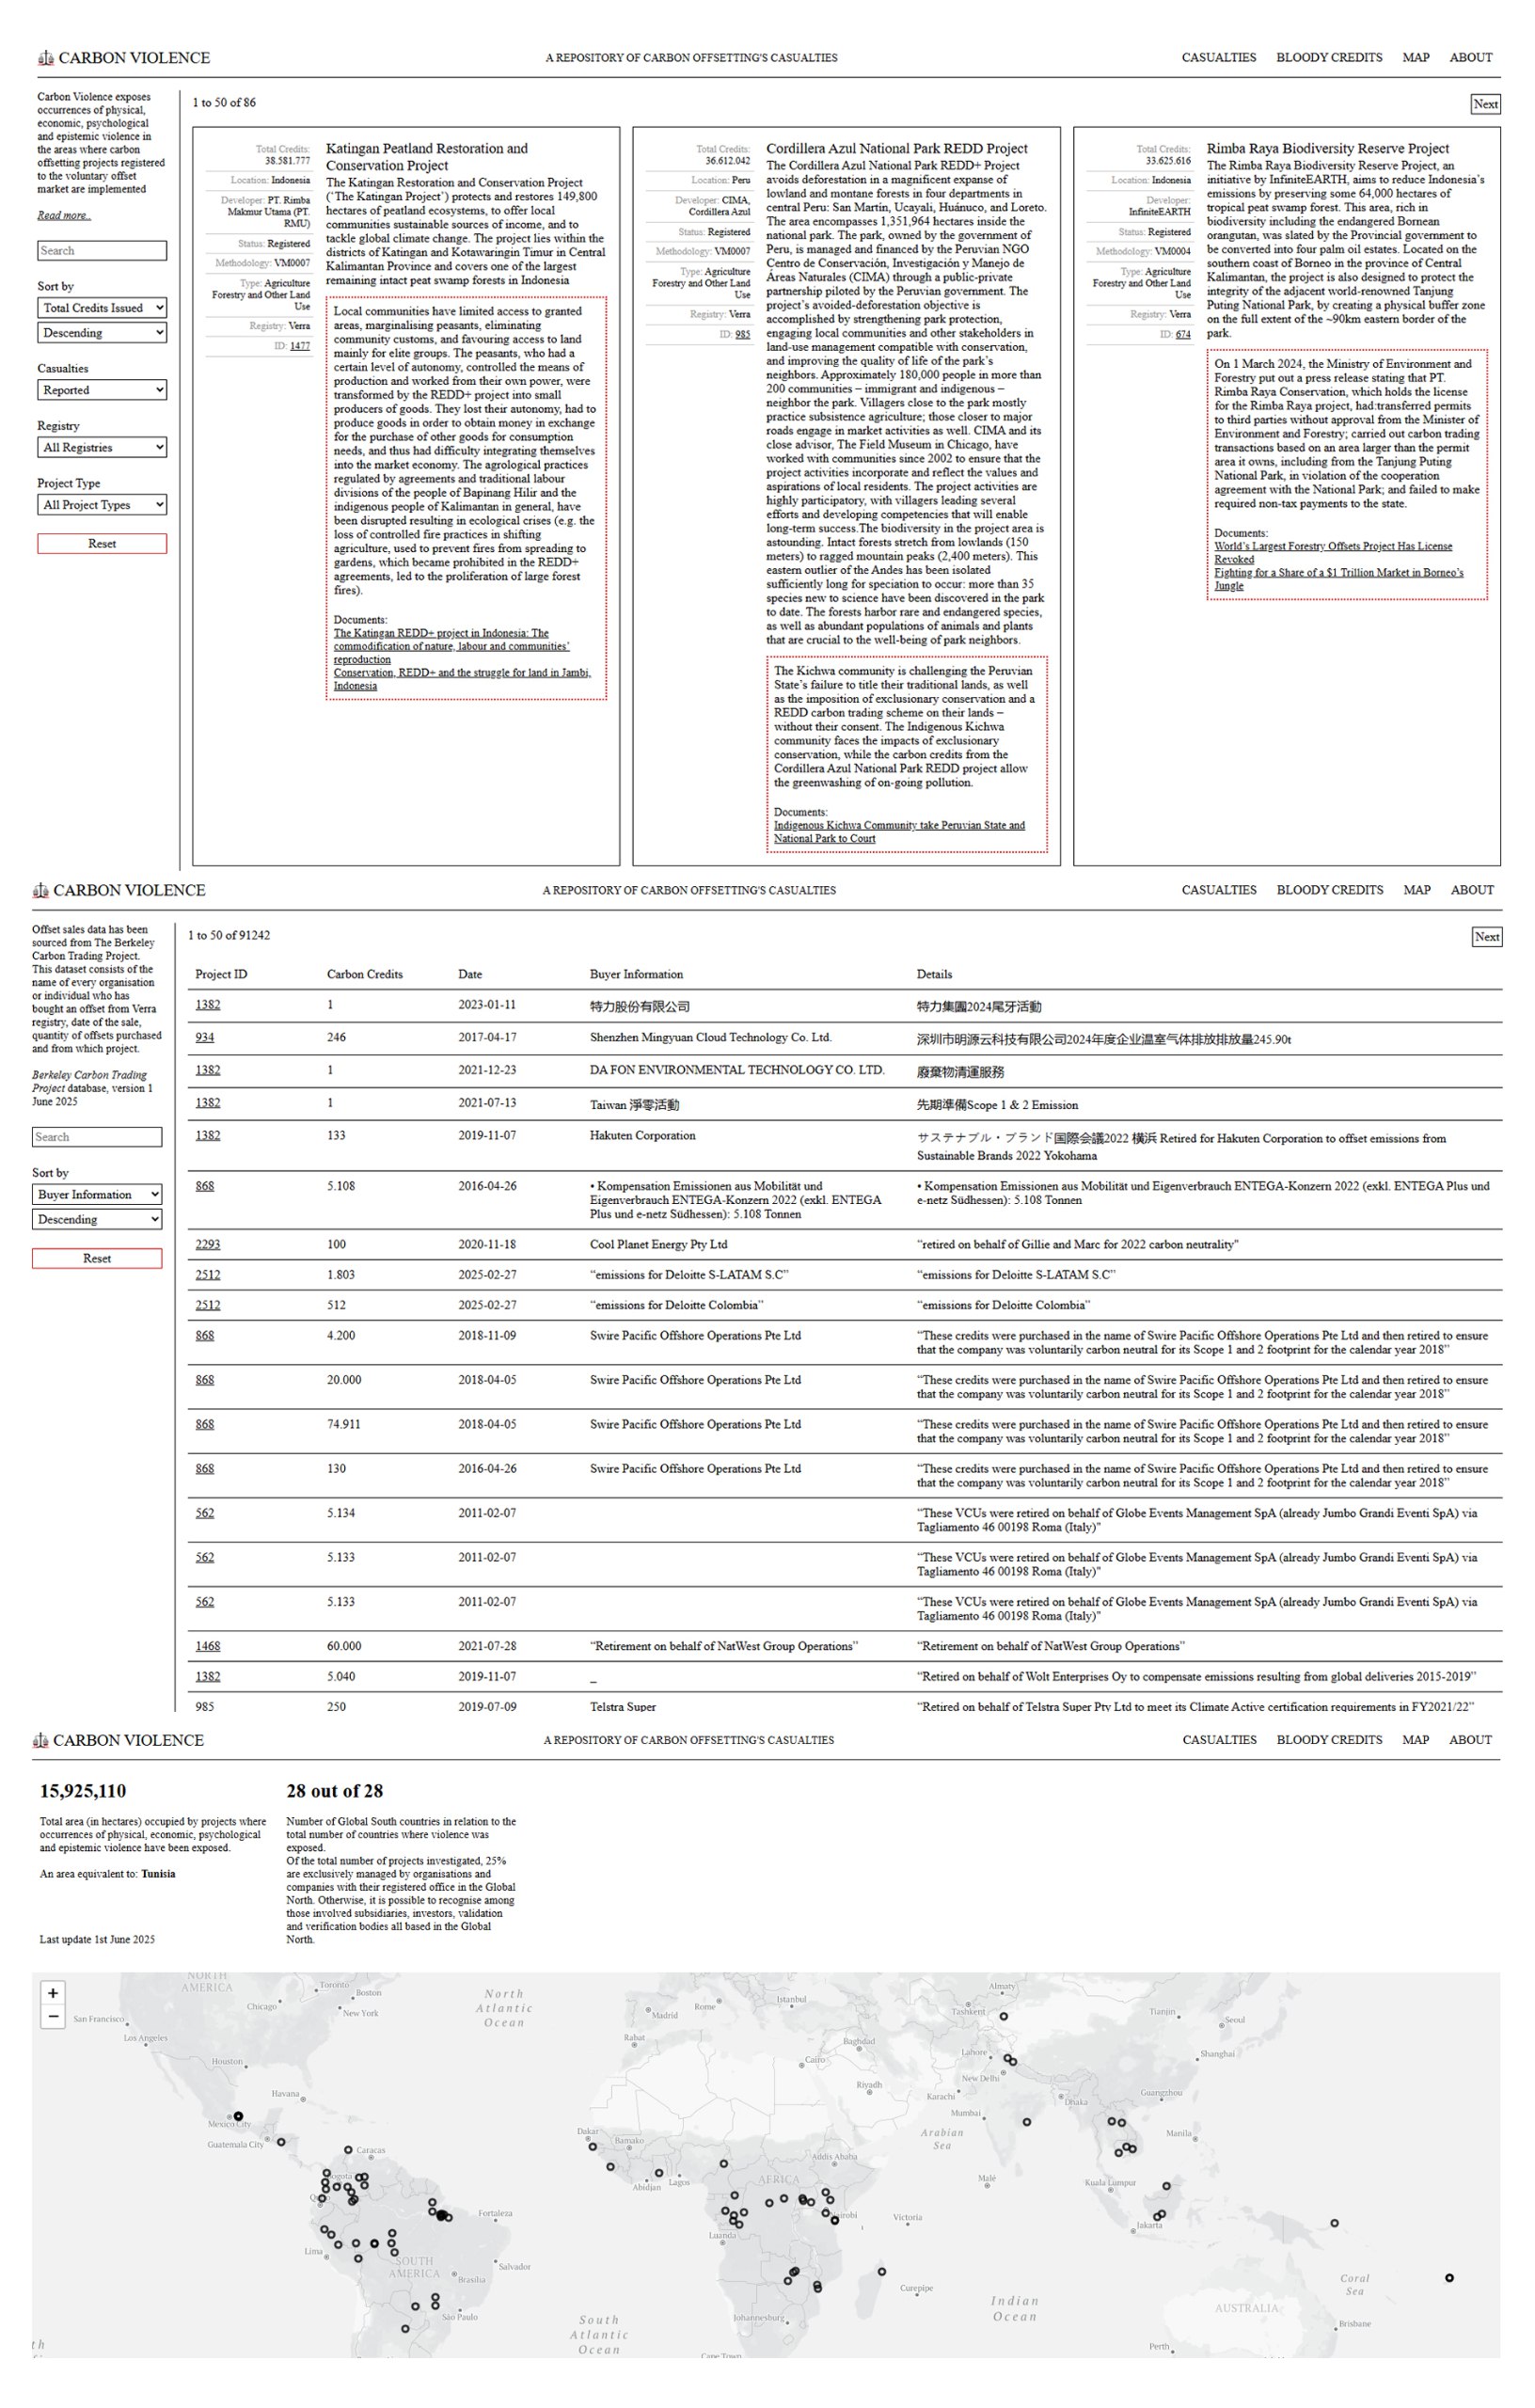 CARBON VIOLENCE
A REPOSITORY OF CARBON OFFSETTING'S CASUALTIES
CASUALTIES BLOODY CREDITS MAP ABOUT
Carbon Violence exposes
occurrences of physical,
economic, psychological
and epistemic violence in
the areas where carbon
offsetting projects registered
to the voluntary offset
market are implemented
Read more..
Search
Sort by
Total Credits Issued
Descending
Casualties
Reported
Registry
All Registries
Project Type
All Project Types
Reset
1 to 50 of 86
Next
Total Credits:
38.581.777
Location: Indonesia
Developer: PT. Rimba
Makmur Utama (PT.
RMU)
Status: Registered
Methodology: VM0007
Type: Agriculture
Forestry and Other Land
Use
Registry: Verra
ID: 1477
Katingan Peatland Restoration and
Conservation Project
The Katingan Restoration and Conservation Project
('The Katingan Project') protects and restores 149,800
hectares of peatland ecosystems, to offer local
communities sustainable sources of income, and to
tackle global climate change. The project lies within the
districts of Katingan and Kotawaringin Timur in Central
Kalimantan Province and covers one of the largest
remaining intact peat swamp forests in Indonesia
Local communities have limited access to granted
areas, marginalising peasants, eliminating
community customs, and favouring access to land
mainly for elite groups. The peasants, who had a
certain level of autonomy, controlled the means of
production and worked from their own power, were
transformed by the REDD+ project into small
producers of goods. They lost their autonomy, had to
produce goods in order to obtain money in exchange
for the purchase of other goods for consumption
needs, and thus had difficulty integrating themselves
into the market economy. The agrological practices
regulated by agreements and traditional labour
divisions of the people of Bapinang Hilir and the
indigenous people of Kalimantan in general, have
been disrupted resulting in ecological crises (e.g. the
loss of controlled fire practices in shifting
agriculture, used to prevent fires from spreading to
gardens, which became prohibited in the REDD+
agreements, led to the proliferation of large forest
fires).
Documents:
The Katingan REDD+ project in Indonesia: The
commodification of nature, labour and communities'
reproduction
Conservation, REDD+ and the struggle for land in Jambi,
Indonesia
Total Credits:
36.612.042
Location: Peru
Developer: CIMA,
Cordillera Azul
Status: Registered
Methodology: VM0007
Type: Agriculture
Forestry and Other Land
Use
Registry: Verra
ID: 985
Cordillera Azul National Park REDD Project
The Cordillera Azul National Park REDD+ Project
avoids deforestation in a magnificent expanse of
lowland and montane forests in four departments in
central Peru: San Martín, Ucayali, Huánuco, and Loreto.
The area encompasses 1,351,964 hectares inside the
national park. The park, owned by the government of
Peru, is managed and financed by the Peruvian NGO
Centro de Conservación, Investigación y Manejo de
Áreas Naturales (CIMA) through a public-private
partnership piloted by the Peruvian government. The
project's avoided-deforestation objective is
accomplished by strengthening park protection,
engaging local communities and other stakeholders in
land-use management compatible with conservation,
and improving the quality of life of the park's
neighbors. Approximately 180,000 people in more than
200 communities – immigrant and indigenous –
neighbor the park. Villagers close to the park mostly
practice subsistence agriculture; those closer to major
roads engage in market activities as well. CIMA and its
close advisor, The Field Museum in Chicago, have
worked with communities since 2002 to ensure that the
project activities incorporate and reflect the values and
aspirations of local residents. The project activities are
highly participatory, with villagers leading several
efforts and developing competencies that will enable
long-term success.The biodiversity in the project area is
astounding. Intact forests stretch from lowlands (150
meters) to ragged mountain peaks (2,400 meters). This
eastern outlier of the Andes has been isolated
sufficiently long for speciation to occur: more than 35
species new to science have been discovered in the park
to date. The forests harbor rare and endangered species,
as well as abundant populations of animals and plants
that are crucial to the well-being of park neighbors.
The Kichwa community is challenging the Peruvian
State's failure to title their traditional lands, as well
as the imposition of exclusionary conservation and a
REDD carbon trading scheme on their lands –
without their consent. The Indigenous Kichwa
community faces the impacts of exclusionary
conservation, while the carbon credits from the
Cordillera Azul National Park REDD project allow
the greenwashing of on-going pollution.
Documents:
Indigenous Kichwa Community take Peruvian State and
National Park to Court
Total Credits:
33.625.616
Location: Indonesia
Developer:
InfiniteEARTH
Status: Registered
Methodology: VM0004
Type: Agriculture
Forestry and Other Land
Use
Registry: Verra
ID: 674
Rimba Raya Biodiversity Reserve Project
The Rimba Raya Biodiversity Reserve Project, an
initiative by InfiniteEARTH, aims to reduce Indonesia's
emissions by preserving some 64,000 hectares of
tropical peat swamp forest. This area, rich in
biodiversity including the endangered Bornean
orangutan, was slated by the Provincial government to
be converted into four palm oil estates. Located on the
southern coast of Borneo in the province of Central
Kalimantan, the project is also designed to protect the
integrity of the adjacent world-renowned Tanjung
Puting National Park, by creating a physical buffer zone
on the full extent of the ~90km eastern border of the
park.
On 1 March 2024, the Ministry of Environment and
Forestry put out a press release stating that PT.
Rimba Raya Conservation, which holds the license
for the Rimba Raya project, had:transferred permits
to third parties without approval from the Minister of
Environment and Forestry; carried out carbon trading
transactions based on an area larger than the permit
area it owns, including from the Tanjung Puting
National Park, in violation of the cooperation
agreement with the National Park; and failed to make
required non-tax payments to the state.
Documents:
World's Largest Forestry Offsets Project Has License
Revoked
Fighting for a Share of a $1 Trillion Market in Borneo's
Jungle
CARBON VIOLENCE
A REPOSITORY OF CARBON OFFSETTING'S CASUALTIES
CASUALTIES BLOODY CREDITS MAP ABOUT
Offset sales data has been
sourced from The Berkeley
Carbon Trading Project.
This dataset consists of the
name of every organisation
or individual who has
bought an offset from Verra
registry, date of the sale,
quantity of offsets purchased
and from which project.
Berkeley Carbon Trading
Project database, version 1
June 2025
Search
Sort by
Buyer Information
Descending
Reset
1 to 50 of 91242
Next
Project ID Carbon Credits Date Buyer Information Details
1382 1 2023-01-11 特力股份有限公司 特力集團2024尾牙活動
934 246 2017-04-17 Shenzhen Mingyuan Cloud Technology Co. Ltd. 深圳市明源云科技有限公司2024年度企业温室气体排放排放量245.90t
1382 1 2021-12-23 DA FON ENVIRONMENTAL TECHNOLOGY CO. LTD. 廢棄物清運服務
1382 1 2021-07-13 Taiwan 淨零活動 先期準備Scope 1 & 2 Emission
1382 133 2019-11-07 Hakuten Corporation サステナブル・ブランド国際会議2022 横浜 Retired for Hakuten Corporation to offset emissions from
Sustainable Brands 2022 Yokohama
868 5.108 2016-04-26 • Kompensation Emissionen aus Mobilität und
Eigenverbrauch ENTEGA-Konzern 2022 (exkl. ENTEGA
Plus und e-netz Südhessen): 5.108 Tonnen
• Kompensation Emissionen aus Mobilität und Eigenverbrauch ENTEGA-Konzern 2022 (exkl. ENTEGA Plus und
e-netz Südhessen): 5.108 Tonnen
2293 100 2020-11-18 Cool Planet Energy Pty Ltd "retired on behalf of Gillie and Marc for 2022 carbon neutrality"
2512 1.803 2025-02-27 “emissions for Deloitte S-LATAM S.C” “emissions for Deloitte S-LATAM S.C”
2512 512 2025-02-27 “emissions for Deloitte Colombia” “emissions for Deloitte Colombia”
868 4.200 2018-11-09 Swire Pacific Offshore Operations Pte Ltd “These credits were purchased in the name of Swire Pacific Offshore Operations Pte Ltd and then retired to ensure
that the company was voluntarily carbon neutral for its Scope 1 and 2 footprint for the calendar year 2018”
868 20.000 2018-04-05 Swire Pacific Offshore Operations Pte Ltd “These credits were purchased in the name of Swire Pacific Offshore Operations Pte Ltd and then retired to ensure
that the company was voluntarily carbon neutral for its Scope 1 and 2 footprint for the calendar year 2018”
868 74.911 2018-04-05 Swire Pacific Offshore Operations Pte Ltd “These credits were purchased in the name of Swire Pacific Offshore Operations Pte Ltd and then retired to ensure
that the company was voluntarily carbon neutral for its Scope 1 and 2 footprint for the calendar year 2018”
868 130 2016-04-26 Swire Pacific Offshore Operations Pte Ltd “These credits were purchased in the name of Swire Pacific Offshore Operations Pte Ltd and then retired to ensure
that the company was voluntarily carbon neutral for its Scope 1 and 2 footprint for the calendar year 2018”
562 5.134 2011-02-07 “These VCUs were retired on behalf of Globe Events Management SpA (already Jumbo Grandi Eventi SpA) via
Tagliamento 46 00198 Roma (Italy)"
562 5.133 2011-02-07 “These VCUs were retired on behalf of Globe Events Management SpA (already Jumbo Grandi Eventi SpA) via
Tagliamento 46 00198 Roma (Italy)"
562 5.133 2011-02-07 “These VCUs were retired on behalf of Globe Events Management SpA (already Jumbo Grandi Eventi SpA) via
Tagliamento 46 00198 Roma (Italy)"
1468 60.000 2021-07-28 “Retirement on behalf of NatWest Group Operations” “Retirement on behalf of NatWest Group Operations”
1382 5.040 2019-11-07 _ “Retired on behalf of Wolt Enterprises Oy to compensate emissions resulting from global deliveries 2015-2019”
985 250 2019-07-09 Telstra Super “Retired on behalf of Telstra Super Pty Ltd to meet its Climate Active certification requirements in FY2021/22”
CARBON VIOLENCE
A REPOSITORY OF CARBON OFFSETTING'S CASUALTIES
CASUALTIES BLOODY CREDITS MAP ABOUT
15,925,110
Total area (in hectares) occupied by projects where
occurrences of physical, economic, psychological
and epistemic violence have been exposed.
An area equivalent to: Tunisia
Last update 1st June 2025
28 out of 28
Number of Global South countries in relation to the
total number of countries where violence was
exposed.
Of the total number of projects investigated, 25%
are exclusively managed by organisations and
companies with their registered office in the Global
North. Otherwise, it is possible to recognise among
those involved subsidiaries, investors, validation
and verification bodies all based in the Global
North.
+
−
NORTH
AMERICA
Toronto
Boston
Chicago
New York
San Francisco
Los Angeles
Houston
Havana
Mexico City
Guatemala City
Caracas
Bogota
Lima
Fortaleza
Salvador
SOUTH
AMERICA
Brasilia
São Paulo
North
Atlantic
Ocean
South
Atlantic
Ocean
Madrid
Rome
Istanbul
Rabat
Cairo
Baghdad
Riyadh
Dakar
Bamako
Abidjan
Lagos
AFRICA
Addis Ababa
Nairobi
Luanda
Johannesburg
Cape Town
Victoria
Curepipe
Indian
Ocean
Arabian
Sea
Malé
Almaty
Tashkent
Lahore
New Delhi
Karachi
Mumbai
Dhaka
Tianjin
Seoul
Shanghai
Guangzhou
Manila
Kuala Lumpur
Jakarta
Coral
Sea
AUSTRALIA
Brisbane
Perth
th